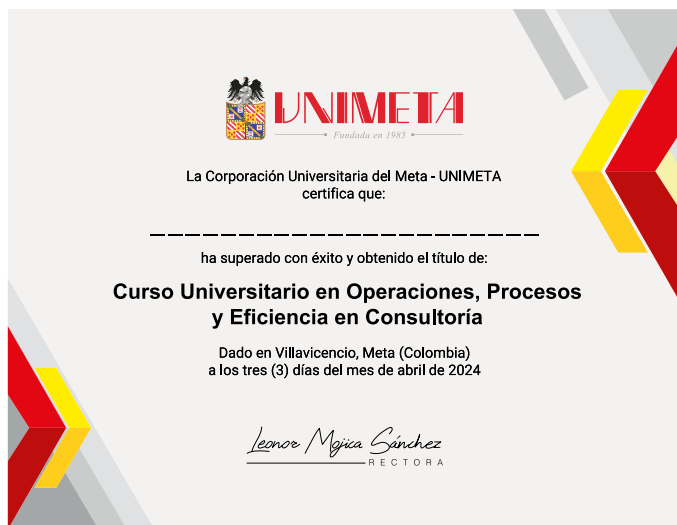 UNIMETA
Fundada en 1985
La Corporación Universitaria del Meta - UNIMETA
certifica que:
ha superado con éxito y obtenido el título de:
Curso Universitario en Operaciones, Procesos
y Eficiencia en Consultoría
Dado en Villavicencio, Meta (Colombia)
a los tres (3) días del mes de abril de 2024
Leonor Mojica Sánchez
RECTORA